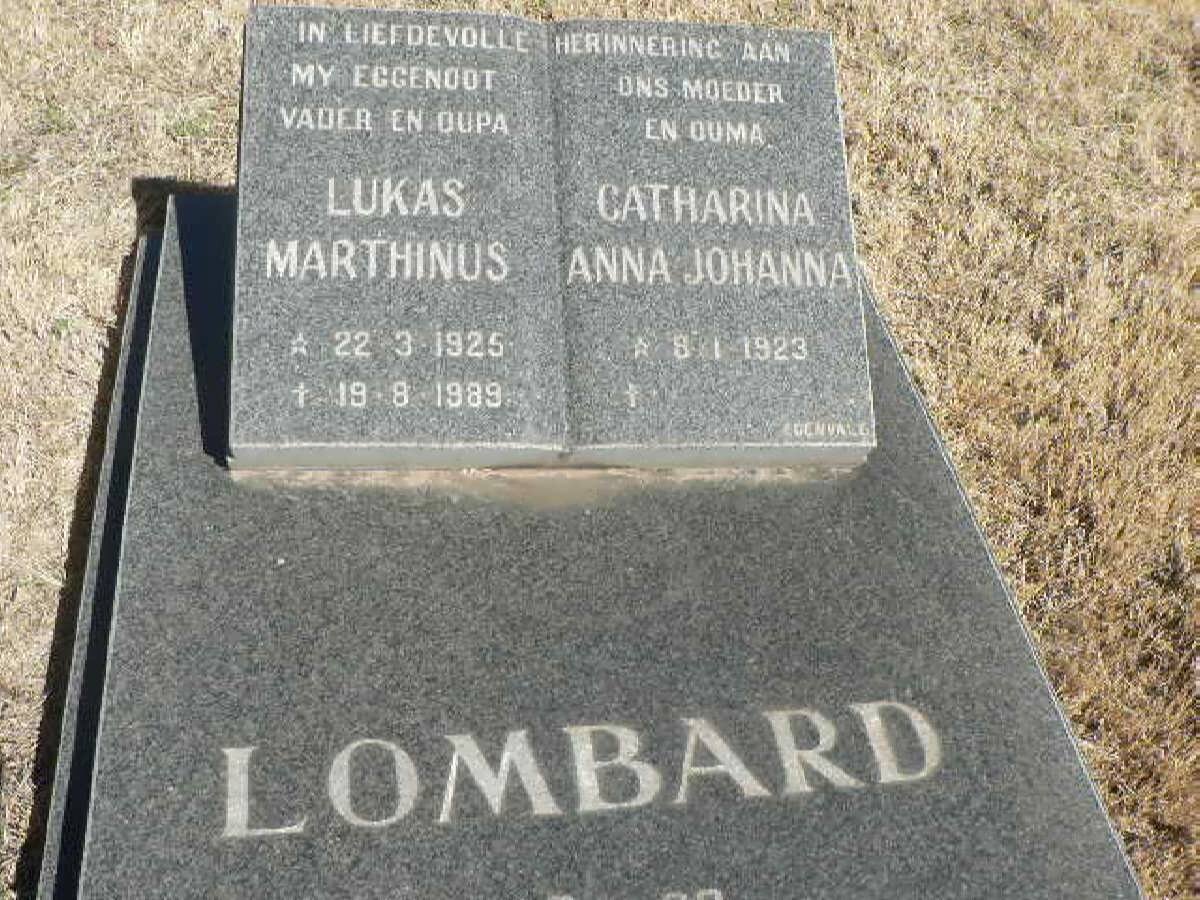 IN LIEFDEVOLLE HERINNERING AAN
MY EGGENOOT
VADER EN OUPA
LUKAS
MARTHINUS
☆ 22·3·1925
† 19·8·1989
ONS MOEDER
EN OUMA
CATHARINA
ANNA JOHANNA
☆ 8·1·1923
†
EDENVALE
LOMBARD